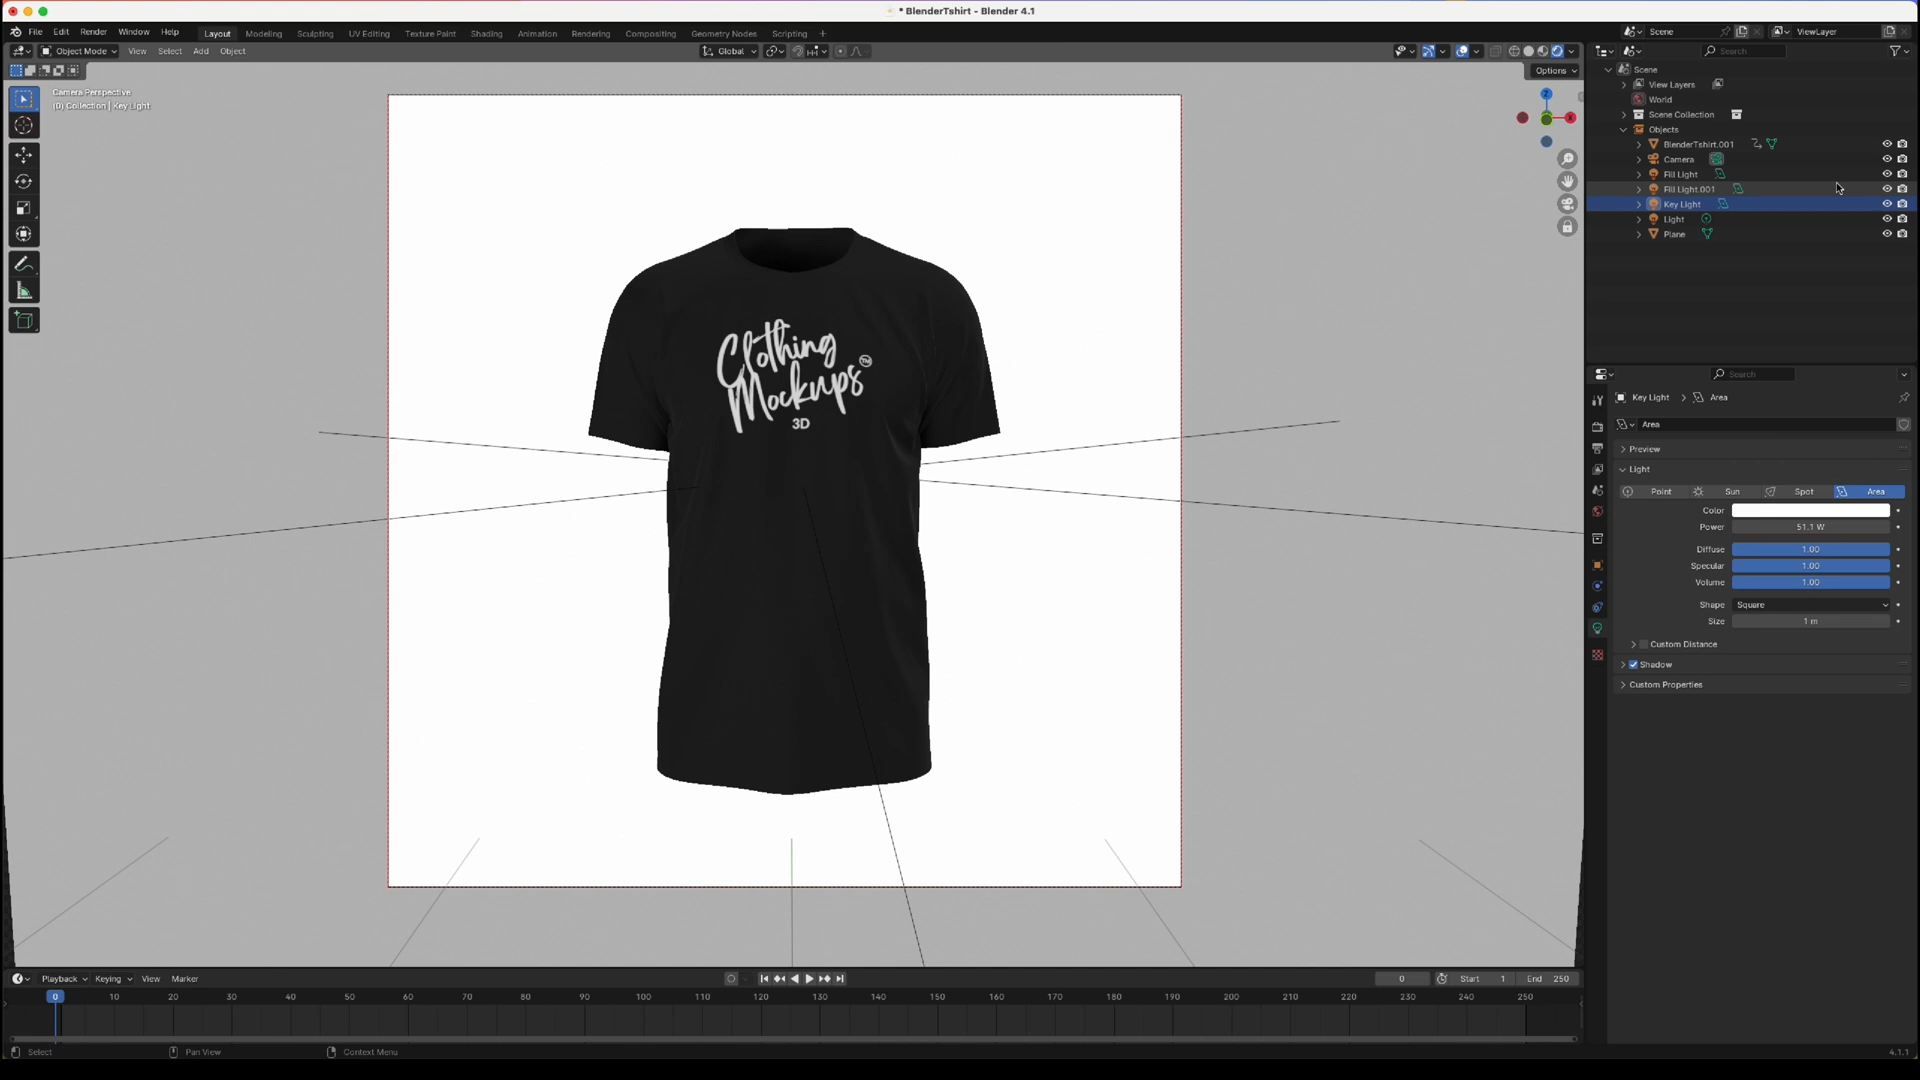 * BlenderTshirt - Blender 4.1
File Edit Render Window Help Layout Modeling Sculpting UV Editing Texture Paint Shading Animation Rendering Compositing Geometry Nodes Scripting + Scene ViewLayer
Object Mode View Select Add Object Global Search
Options
Camera Perspective
(0) Collection | Key Light
Z
X
Scene
View Layers
World
Scene Collection
Objects
BlenderTshirt.001
Camera
Fill Light
Fill Light.001
Key Light
Light
Plane
Clothing
Mockups
TM
3D
Search
Key Light > Area
Area
Preview
Light
Point Sun Spot Area
Color
Power 51.1 W
Diffuse 1.00
Specular 1.00
Volume 1.00
Shape Square
Size 1 m
Custom Distance
Shadow
Custom Properties
Playback Keying View Marker 0 Start 1 End 250
0 10 20 30 40 50 60 70 80 90 100 110 120 130 140 150 160 170 180 190 200 210 220 230 240 250
Select Pan View Context Menu 4.1.1